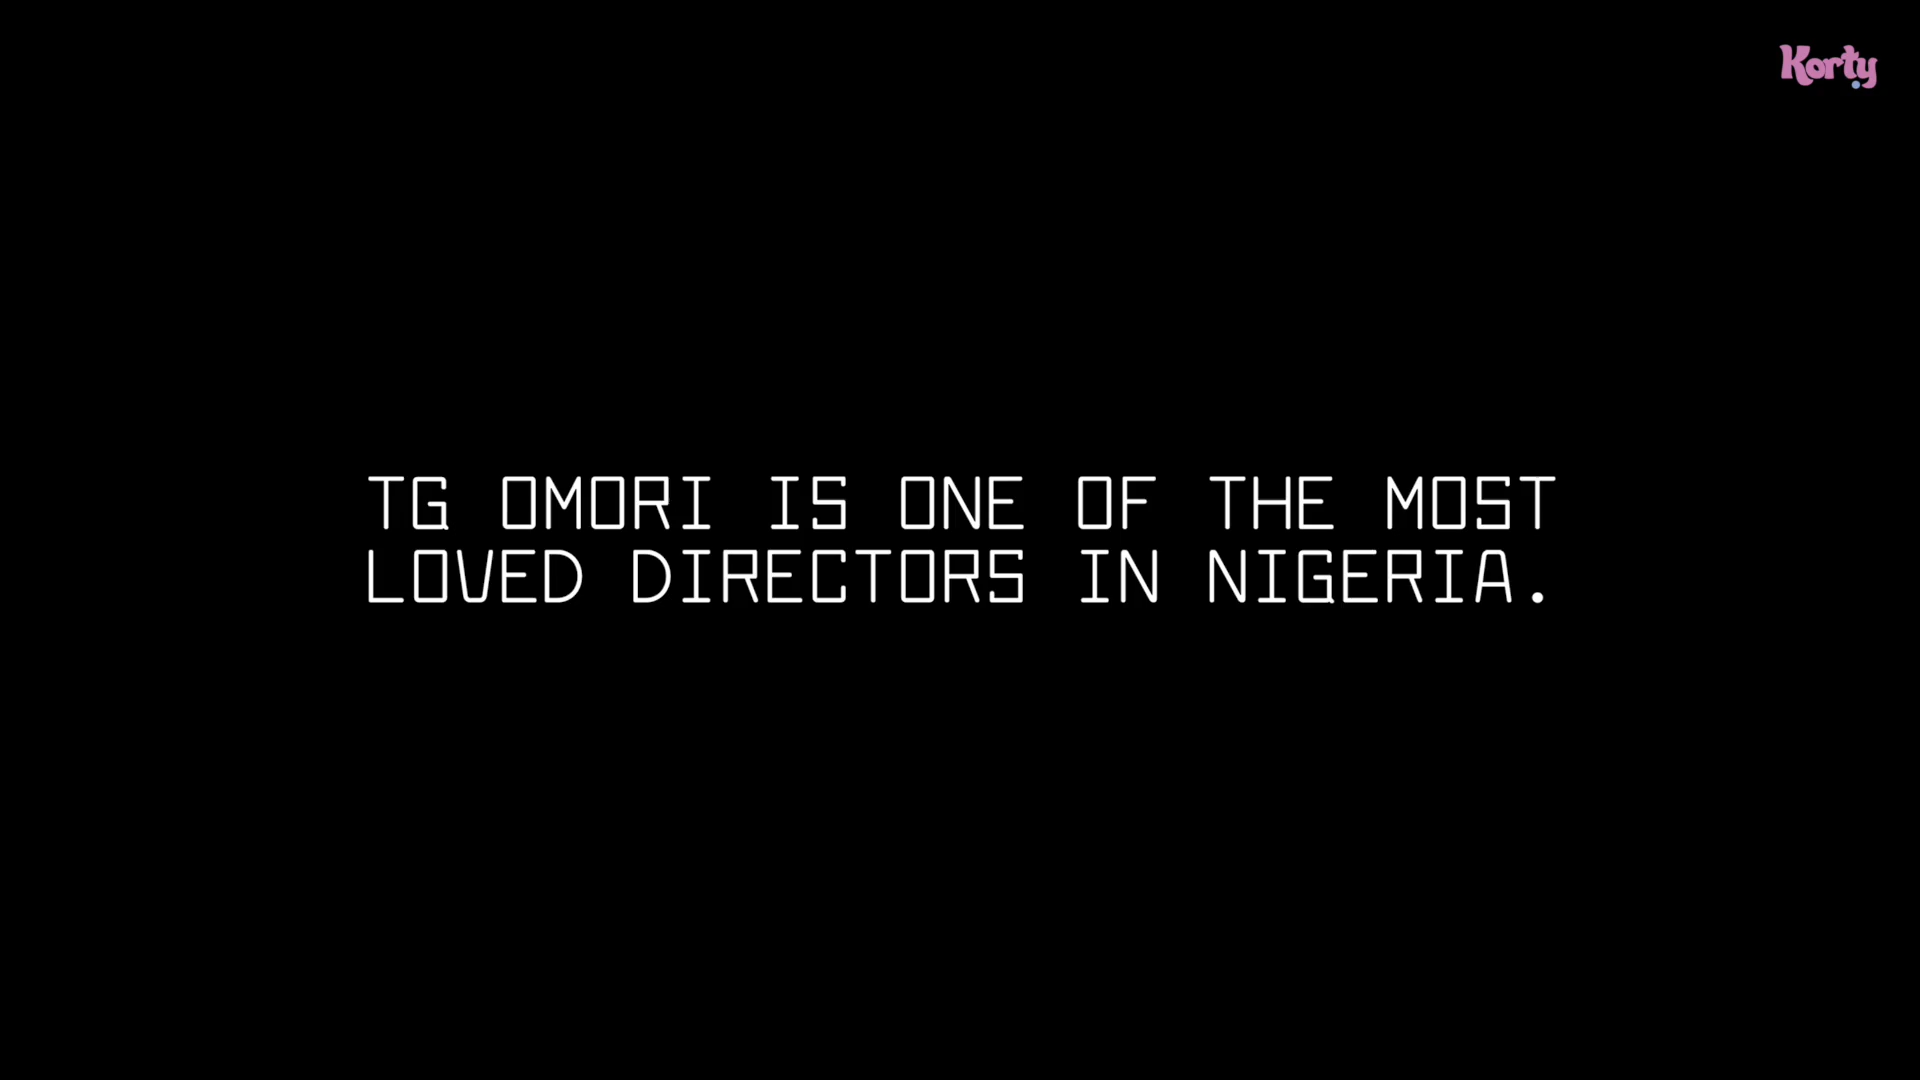 Korty
TG OMORI IS ONE OF THE MOST
LOVED DIRECTORS IN NIGERIA.